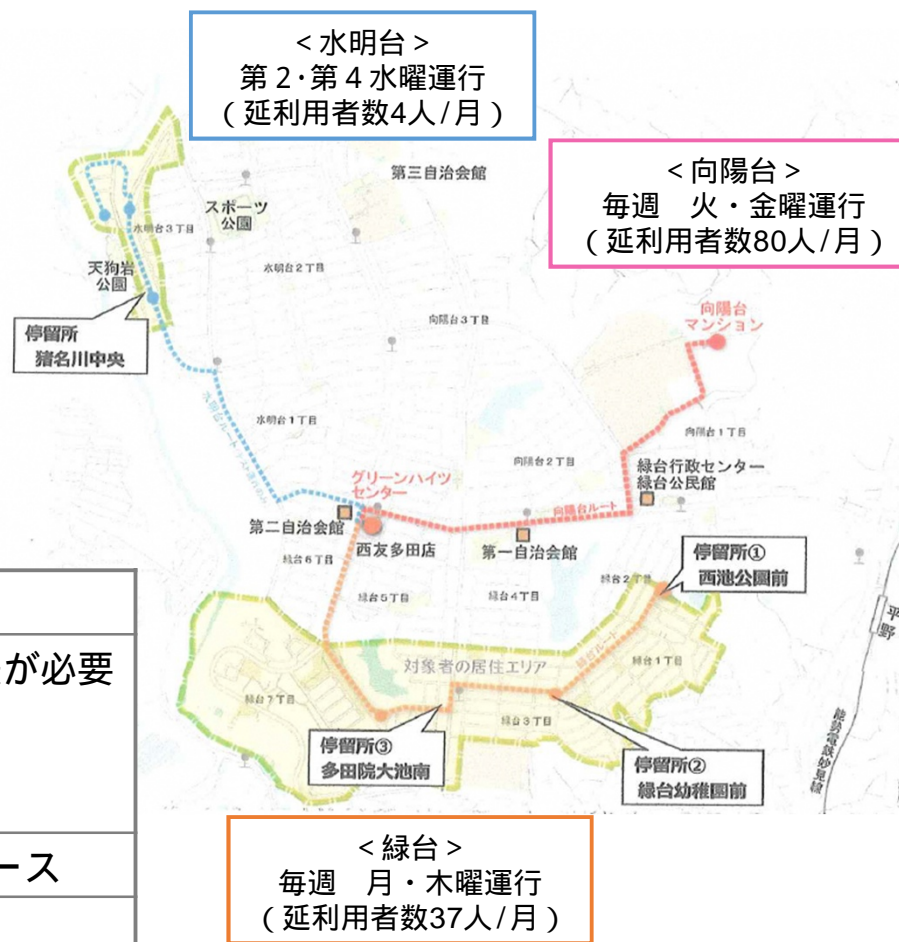 ＜水明台＞
第２・第４水曜運行
（延利用者数4人/月）
＜向陽台＞
毎週　火・金曜運行
（延利用者数80人/月）
第三自治会館
スポーツ
公園
水明台３丁目
天狗岩
公園
水明台２丁目
停留所
猪名川中央
向陽台３丁目
向陽台
マンション
水明台１丁目
向陽台１丁目
向陽台２丁目
緑台行政センター
緑台公民館
グリーンハイツ
センター
向陽台ルート
第二自治会館
西友多田店
第一自治会館
停留所①
西池公園前
緑台６丁目
緑台５丁目
緑台４丁目
緑台２丁目
平野
対象者の居住エリア
緑台ルート
緑台１丁目
緑台７丁目
緑台３丁目
停留所③
多田院大池南
停留所②
緑台幼稚園前
能勢電鉄妙見線
が必要
ース
＜緑台＞
毎週　月・木曜運行
（延利用者数37人/月）